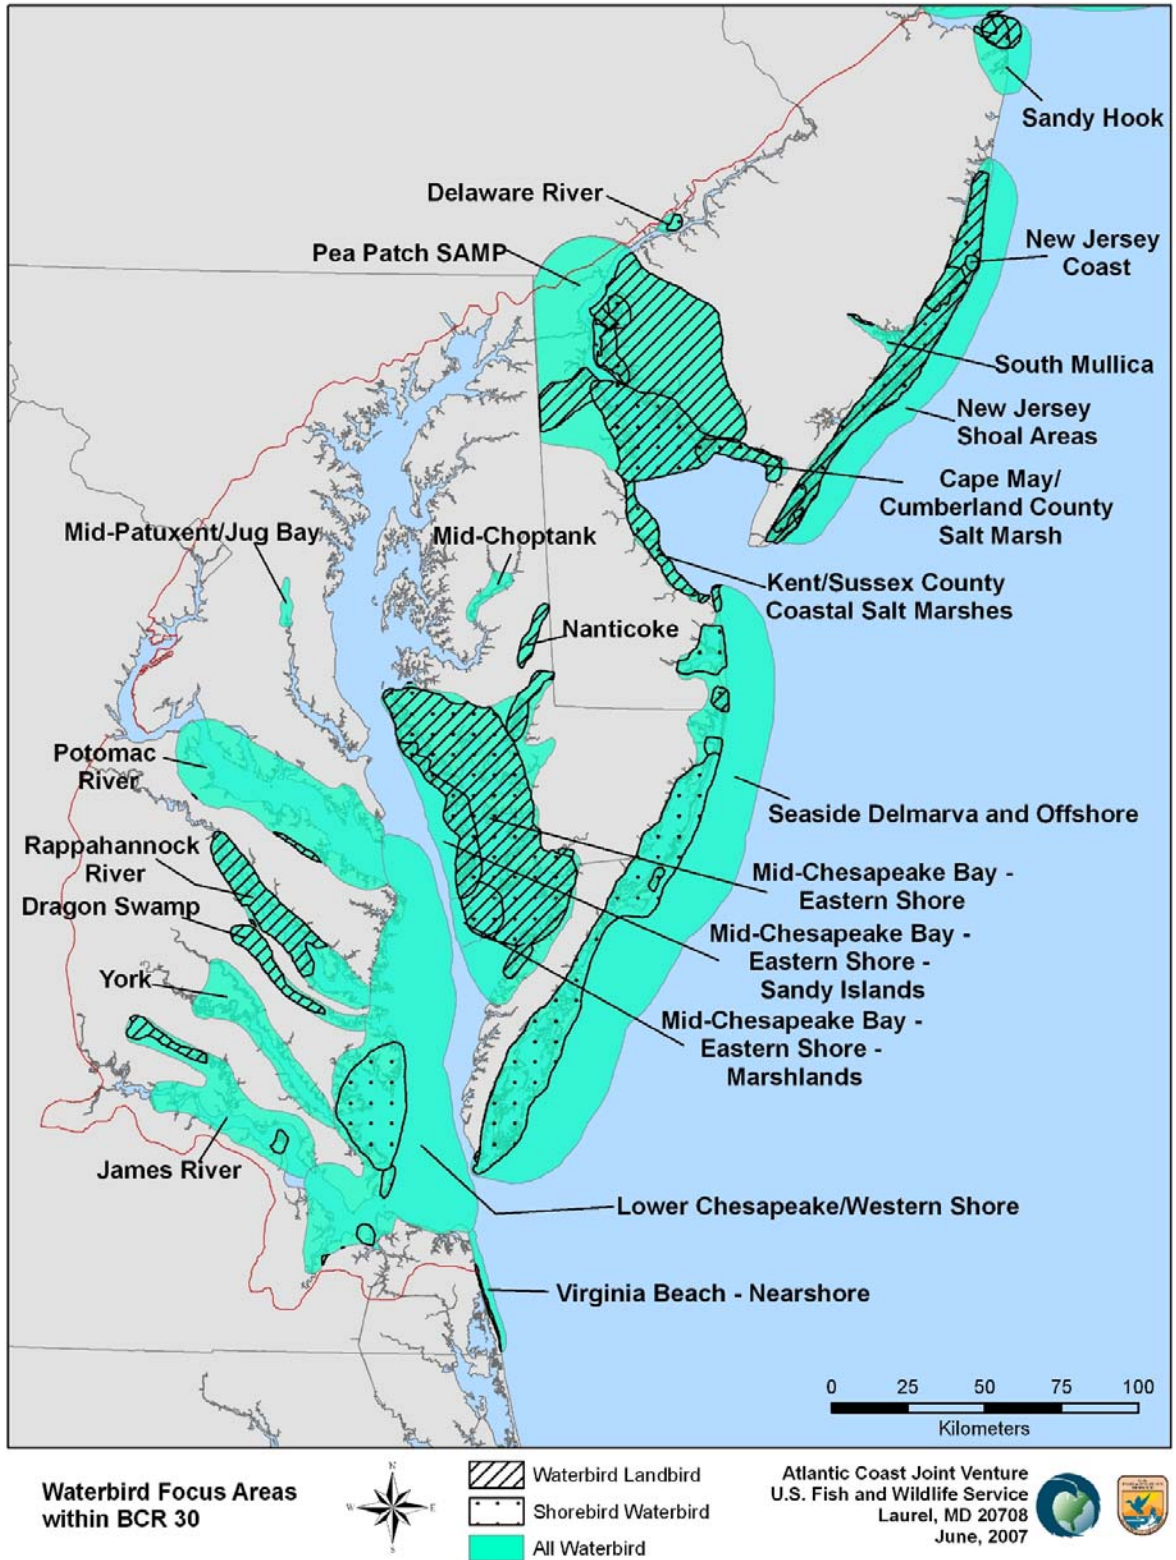 Sandy Hook
Delaware River
Pea Patch SAMP
New Jersey
Coast
South Mullica
New Jersey
Shoal Areas
Cape May/
Cumberland County
Salt Marsh
Mid-Patuxent/Jug Bay
Mid-Choptank
Kent/Sussex County
Coastal Salt Marshes
Nanticoke
Potomac
River
Seaside Delmarva and Offshore
Rappahannock
River
Mid-Chesapeake Bay -
Eastern Shore
Dragon Swamp
Mid-Chesapeake Bay -
Eastern Shore -
Sandy Islands
York
Mid-Chesapeake Bay -
Eastern Shore -
Marshlands
James River
Lower Chesapeake/Western Shore
Virginia Beach - Nearshore
0 25 50 75 100
Kilometers
Waterbird Focus Areas
within BCR 30
N
W E
S
Waterbird Landbird
Shorebird Waterbird
All Waterbird
Atlantic Coast Joint Venture
U.S. Fish and Wildlife Service
Laurel, MD 20708
June, 2007